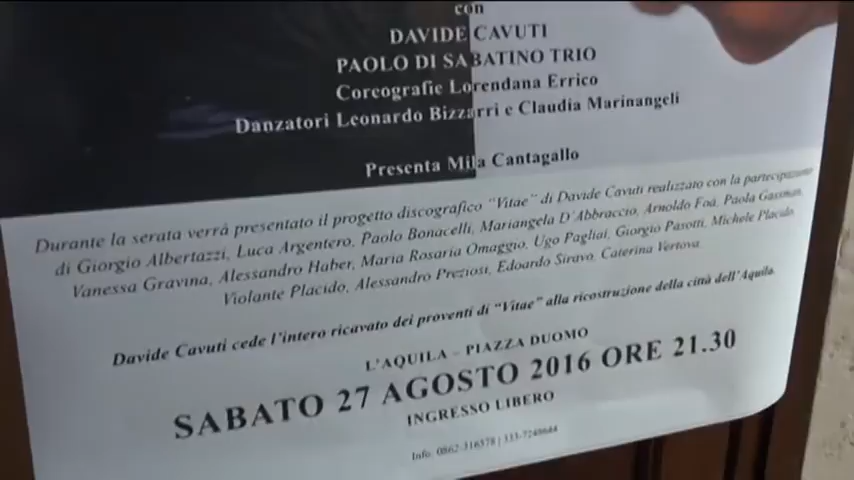 con
DAVIDE CAVUTI
PAOLO DI SABATINO TRIO
Coreografie Lorendana Errico
Danzatori Leonardo Bizzarri e Claudia Marinangeli
Presenta Mila Cantagallo
Durante la serata verrà presentato il progetto discografico "Vitae" di Davide Cavuti realizzato con la partecipazione
di Giorgio Albertazzi, Luca Argentero, Paolo Bonacelli, Mariangela D'Abbraccio, Arnoldo Foà, Paola Gassman,
Vanessa Gravina, Alessandro Haber, Maria Rosaria Omaggio, Ugo Pagliai, Giorgio Pasotti, Michele Placido,
Violante Placido, Alessandro Preziosi, Edoardo Siravo, Caterina Vertova
Davide Cavuti cede l'intero ricavato dei proventi di "Vitae" alla ricostruzione della città dell'Aquila
L'AQUILA – PIAZZA DUOMO
SABATO 27 AGOSTO 2016 ORE 21.30
INGRESSO LIBERO
Info.